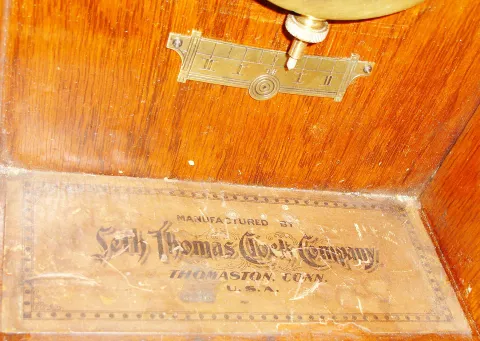 MANUFACTURED BY
Seth Thomas Clock Company,
THOMASTON, CONN.
U.S.A.